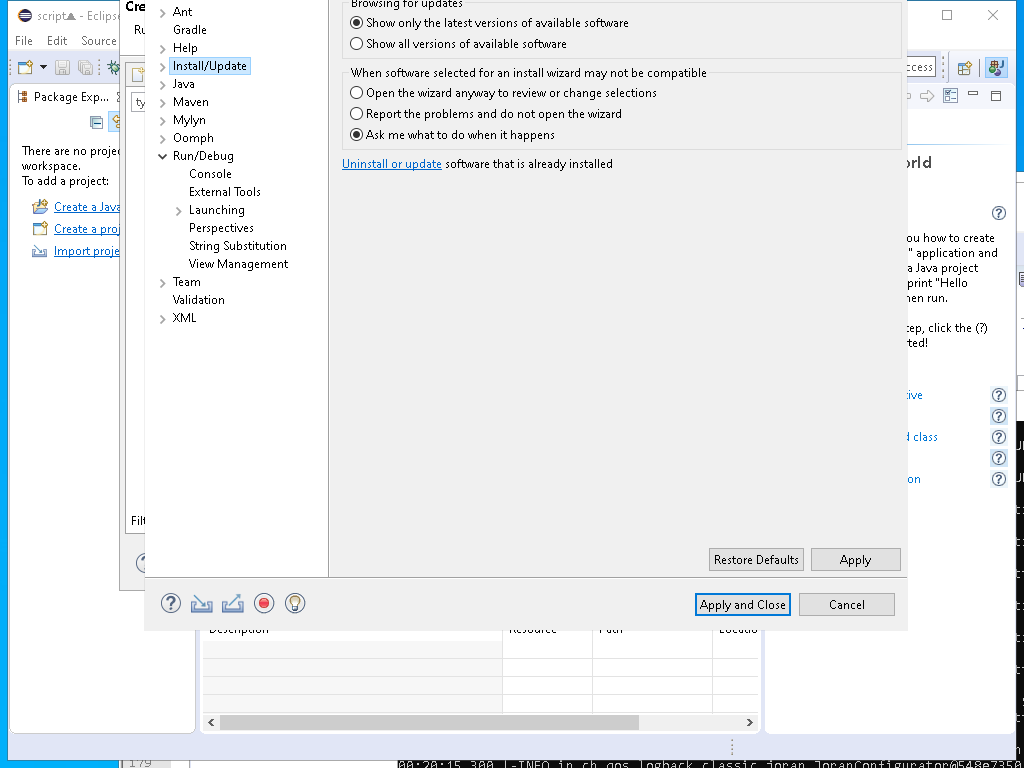 script - Eclipse
File Edit Source
Cre
Ru
Package Exp...
There are no proje
workspace.
To add a project:
Create a Java
Create a proj
Import proje
ty
Filt
Ant
Gradle
Help
Install/Update
Java
Maven
Mylyn
Oomph
Run/Debug
Console
External Tools
Launching
Perspectives
String Substitution
View Management
Team
Validation
XML
Browsing for updates
Show only the latest versions of available software
Show all versions of available software
When software selected for an install wizard may not be compatible
Open the wizard anyway to review or change selections
Report the problems and do not open the wizard
Ask me what to do when it happens
Uninstall or update software that is already installed
Restore Defaults Apply
Apply and Close Cancel
cess
orld
ou how to create
" application and
a Java project
print "Hello
hen run.
tep, click the (?)
ted!
tive
d class
on
Description Resource Path Locatio
179
00:20:15,300 |-INFO in ch.qos.logback.classic.joran.JoranConfigurator@548e7350